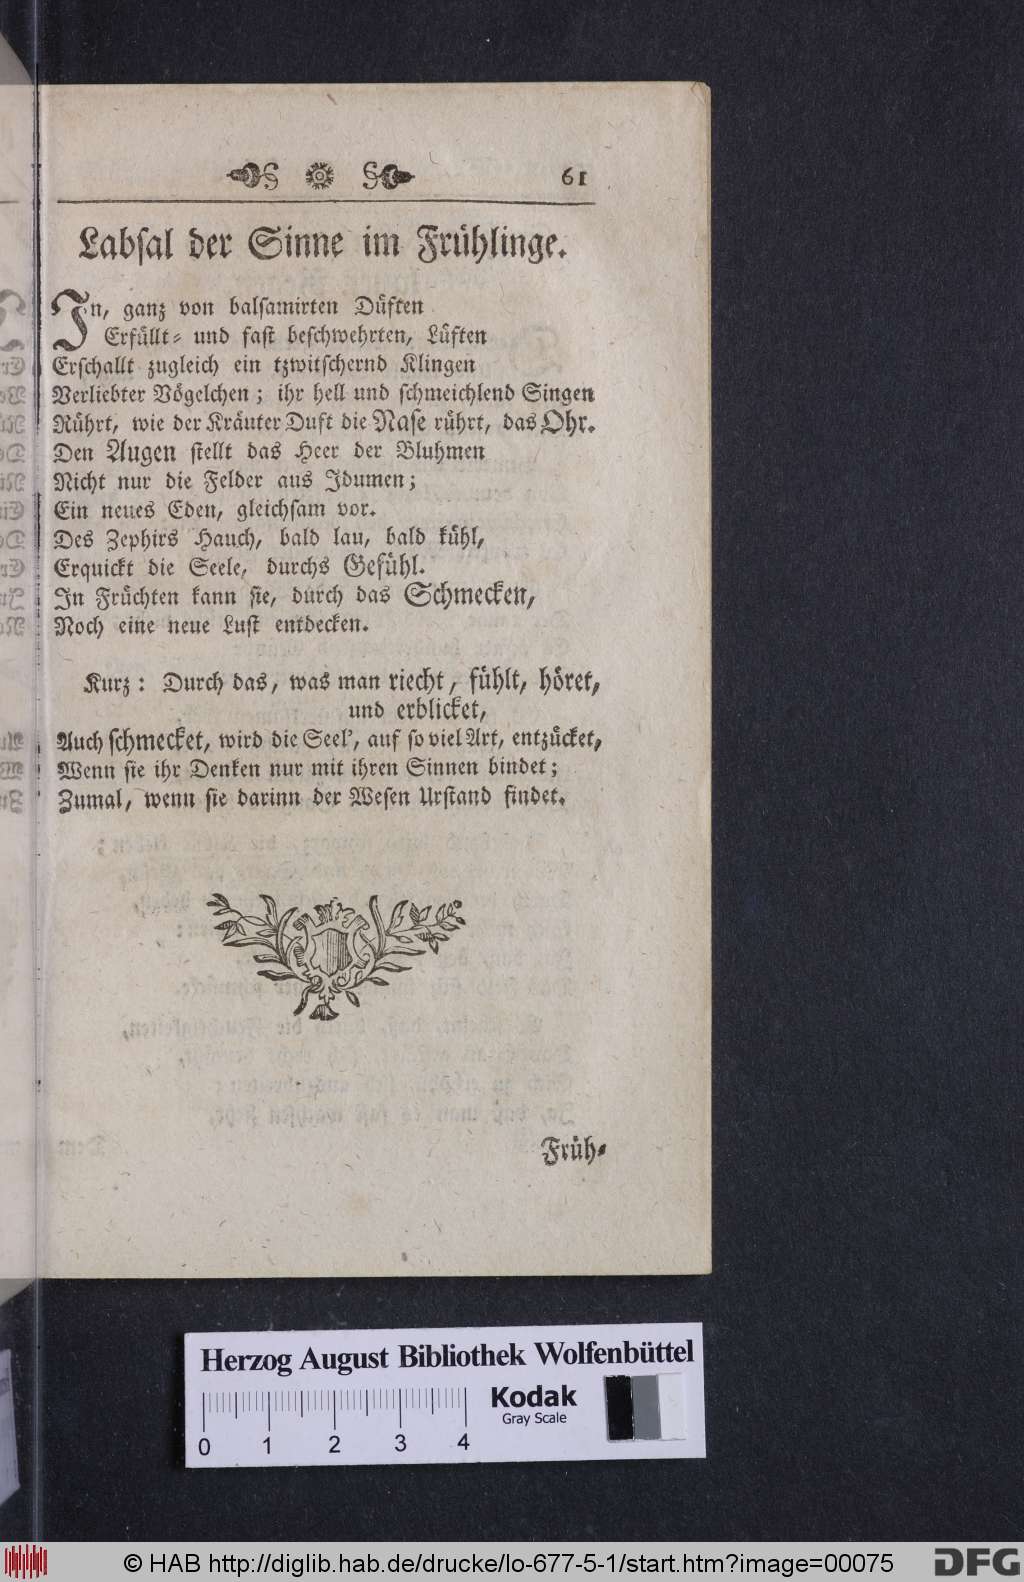 61
Labſal der Sinne im Frühlinge.
In, ganz von balſamirten Düften
Erfüllt- und faſt beſchwehrten, Lüften
Erſchallt zugleich ein tzwitſchernd Klingen
Verliebter Vögelchen; ihr hell und ſchmeichlend Singen
Rührt, wie der Kräuter Duft die Naſe rührt, das Ohr.
Den Augen ſtellt das Heer der Bluhmen
Nicht nur die Felder aus Idumen;
Ein neues Eden, gleichſam vor.
Des Zephirs Hauch, bald lau, bald kühl,
Erquickt die Seele, durchs Gefühl.
In Früchten kann ſie, durch das Schmecken,
Noch eine neue Luſt entdecken.
Kurz: Durch das, was man riecht, fühlt, höret,
und erblicket,
Auch ſchmecket, wird die Seel', auf ſo viel Art, entzücket,
Wenn ſie ihr Denken nur mit ihren Sinnen bindet;
Zumal, wenn ſie darinn der Weſen Urſtand findet.
Früh-
Herzog August Bibliothek Wolfenbüttel
Kodak
Gray Scale
0 1 2 3 4
© HAB http://diglib.hab.de/drucke/lo-677-5-1/start.htm?image=00075
DFG